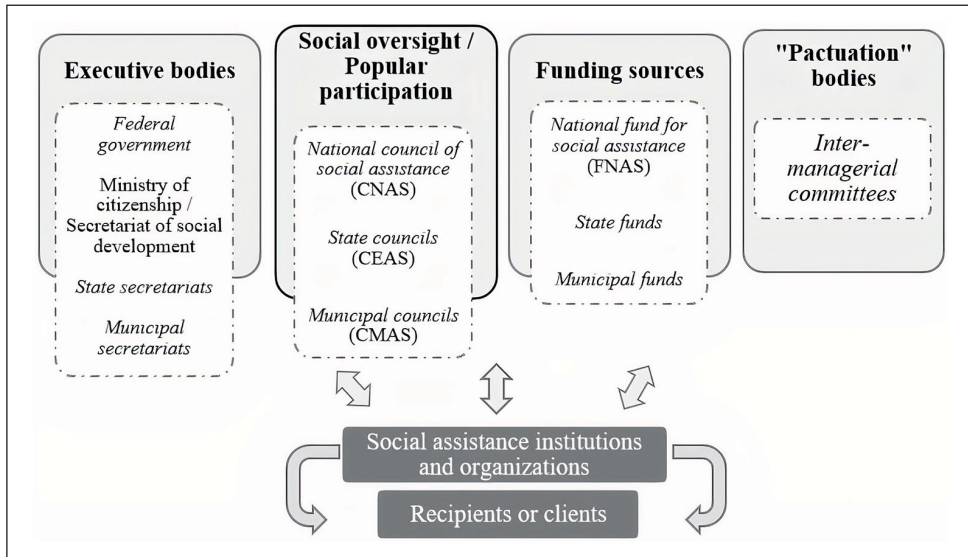 Executive bodies
Federal
government
Ministry of
citizenship /
Secretariat of social
development
State secretariats
Municipal
secretariats
Social oversight /
Popular
participation
National council of
social assistance
(CNAS)
State councils
(CEAS)
Municipal councils
(CMAS)
Funding sources
National fund for
social assistance
(FNAS)
State funds
Municipal funds
"Pactuation"
bodies
Inter-
managerial
committees
Social assistance institutions
and organizations
Recipients or clients